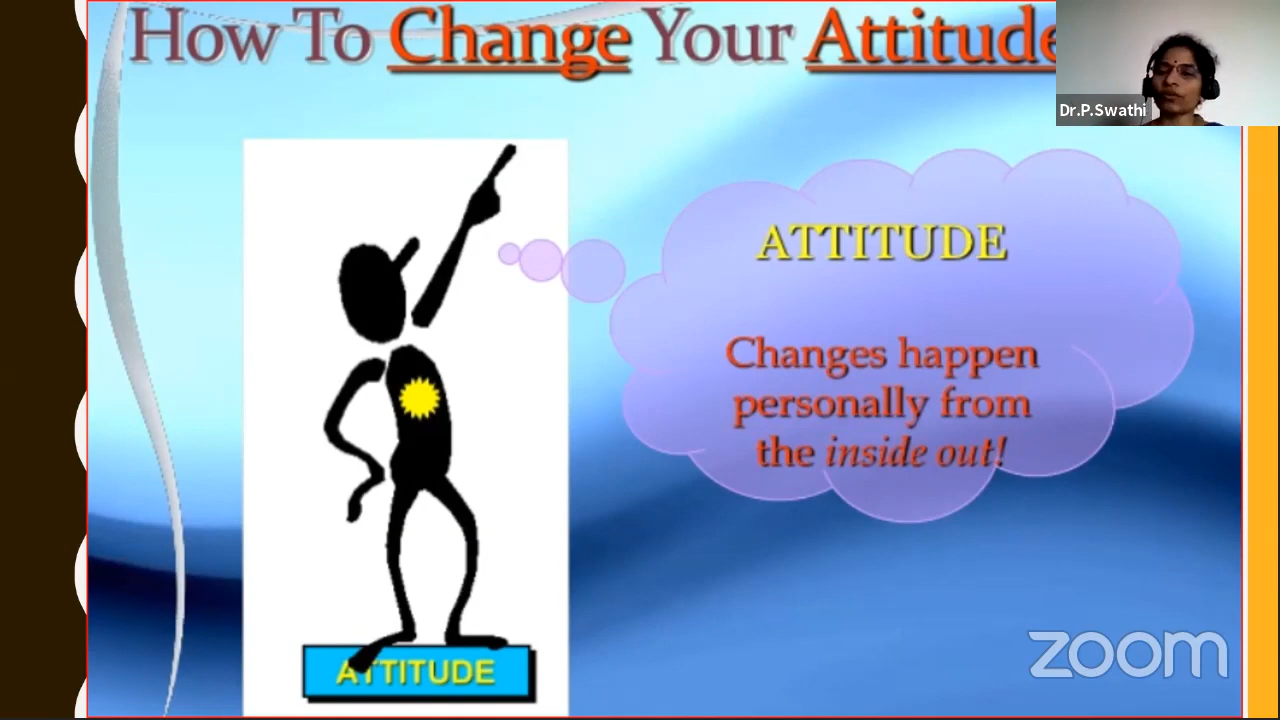 How To Change Your Attitude
Dr.P.Swathi
ATTITUDE
Changes happen
personally from
the inside out!
ATTITUDE
zoom